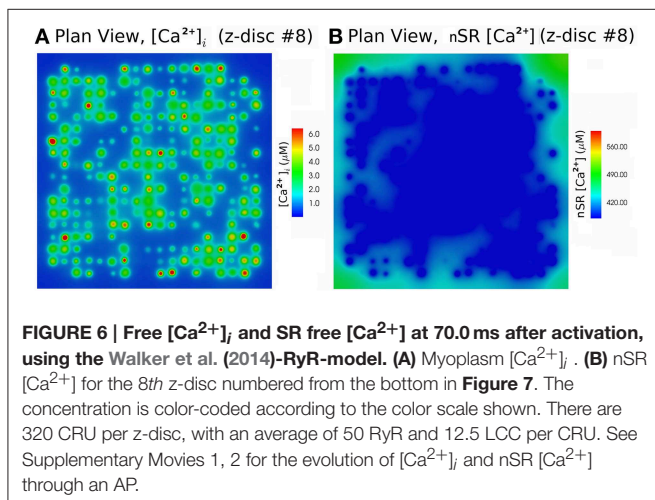 A Plan View, [Ca²⁺]ᵢ (z-disc #8)
B Plan View, nSR [Ca²⁺] (z-disc #8)
6.0
5.0
4.0
3.0
2.0
1.0
[Ca²⁺]ᵢ (μM)
560.00
490.00
420.00
nSR [Ca²⁺] (μM)
FIGURE 6 | Free [Ca²⁺]ᵢ and SR free [Ca²⁺] at 70.0 ms after activation,
using the Walker et al. (2014)-RyR-model. (A) Myoplasm [Ca²⁺]ᵢ . (B) nSR
[Ca²⁺] for the 8th z-disc numbered from the bottom in Figure 7. The
concentration is color-coded according to the color scale shown. There are
320 CRU per z-disc, with an average of 50 RyR and 12.5 LCC per CRU. See
Supplementary Movies 1, 2 for the evolution of [Ca²⁺]ᵢ and nSR [Ca²⁺]
through an AP.